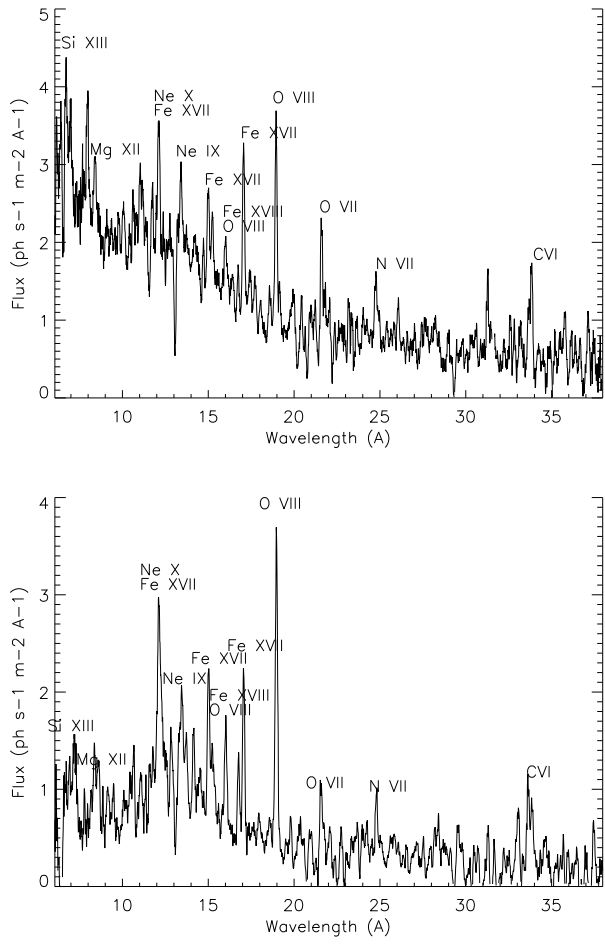 5
Si XIII
4
Ne X
O VIII
Fe XVII
Fe XVII
Mg XII
Ne IX
3
Fe XVII
Fe XVIII
O VII
O VIII
2
N VII
CVI
1
0
Flux (ph s-1 m-2 A-1)
10 15 20 25 30 35
Wavelength (A)
4
O VIII
Ne X
Fe XVII
3
Fe XVII
Fe XVII
Ne IX
2
Fe XVIII
O VIII
Si XIII
Mg XII
O VII
N VII
CVI
1
0
Flux (ph s-1 m-2 A-1)
10 15 20 25 30 35
Wavelength (A)